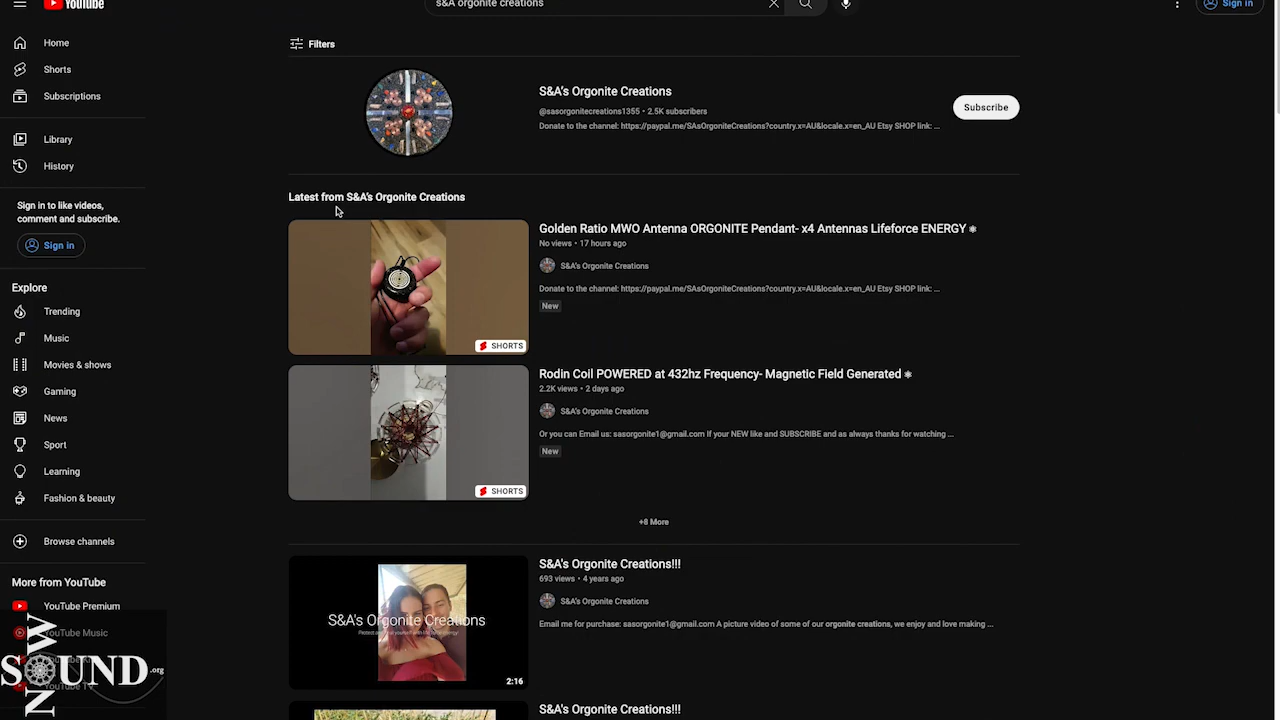 YouTube
s&A orgonite creations
Sign in
Home
Shorts
Subscriptions
Library
History
Sign in to like videos,
comment and subscribe.
Sign in
Explore
Trending
Music
Movies & shows
Gaming
News
Sport
Learning
Fashion & beauty
Browse channels
More from YouTube
YouTube Premium
YouTube Music
YouTube TV
NEW
SOUND
.org
Filters
S&A's Orgonite Creations
@sasorgonitecreations1355 • 2.5K subscribers
Donate to the channel: https://paypal.me/SAsOrgoniteCreations?country.x=AU&locale.x=en_AU Etsy SHOP link: ...
Subscribe
Latest from S&A's Orgonite Creations
SHORTS
Golden Ratio MWO Antenna ORGONITE Pendant- x4 Antennas Lifeforce ENERGY ⚛
No views • 17 hours ago
S&A's Orgonite Creations
Donate to the channel: https://paypal.me/SAsOrgoniteCreations?country.x=AU&locale.x=en_AU Etsy SHOP link: ...
New
SHORTS
Rodin Coil POWERED at 432hz Frequency- Magnetic Field Generated ⚛
2.2K views • 2 days ago
S&A's Orgonite Creations
Or you can Email us: sasorgonite1@gmail.com If your NEW like and SUBSCRIBE and as always thanks for watching ...
New
+8 More
S&A's Orgonite Creations
2:16
S&A's Orgonite Creations!!!
693 views • 4 years ago
S&A's Orgonite Creations
Email me for purchase: sasorgonite1@gmail.com A picture video of some of our orgonite creations, we enjoy and love making ...
S&A's Orgonite Creations!!!